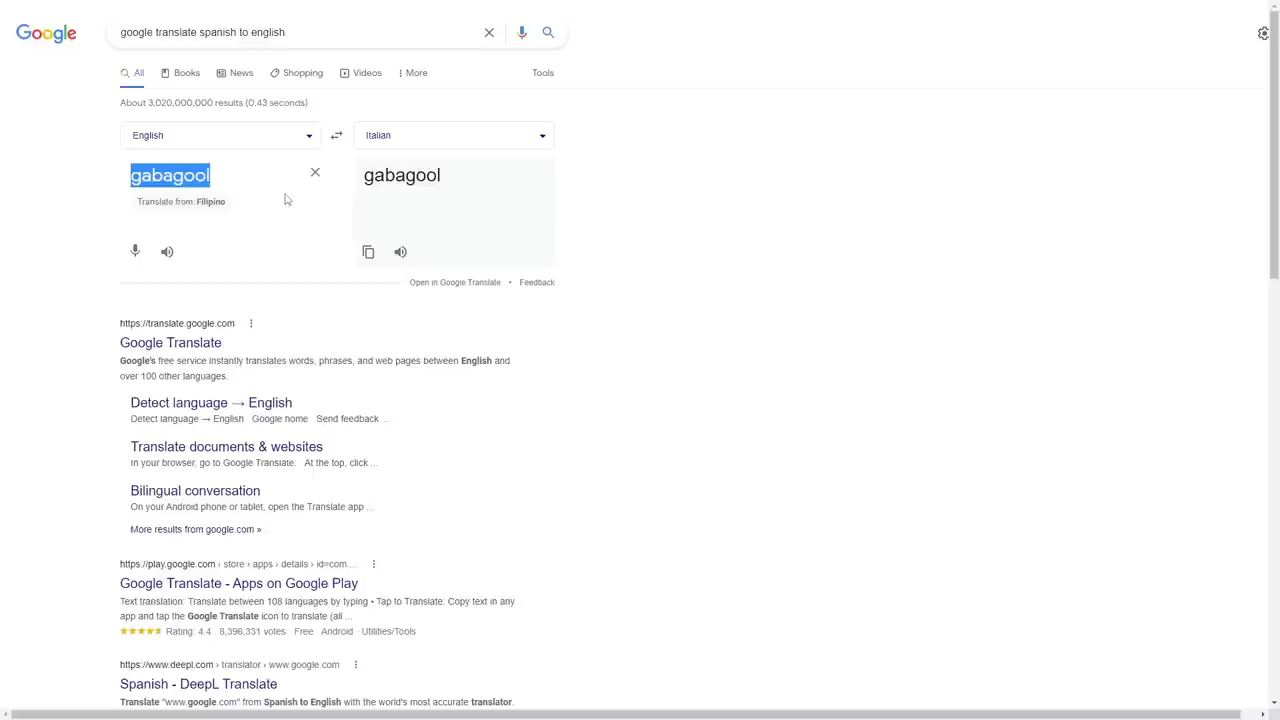 Google
google translate spanish to english
All Books News Shopping Videos More Tools
About 3,020,000,000 results (0.43 seconds)
English Italian
gabagool gabagool
Translate from: Filipino
Open in Google Translate • Feedback
https://translate.google.com
Google Translate
Google's free service instantly translates words, phrases, and web pages between English and
over 100 other languages.
Detect language → English
Detect language → English Google home Send feedback ...
Translate documents & websites
In your browser, go to Google Translate. At the top, click ...
Bilingual conversation
On your Android phone or tablet, open the Translate app ...
More results from google.com »
https://play.google.com › store › apps › details › id=com....
Google Translate - Apps on Google Play
Text translation: Translate between 108 languages by typing • Tap to Translate: Copy text in any
app and tap the Google Translate icon to translate (all ...
Rating: 4.4 8,396,331 votes Free Android Utilities/Tools
https://www.deepl.com › translator › www.google.com
Spanish - DeepL Translate
Translate "www.google.com" from Spanish to English with the world's most accurate translator.